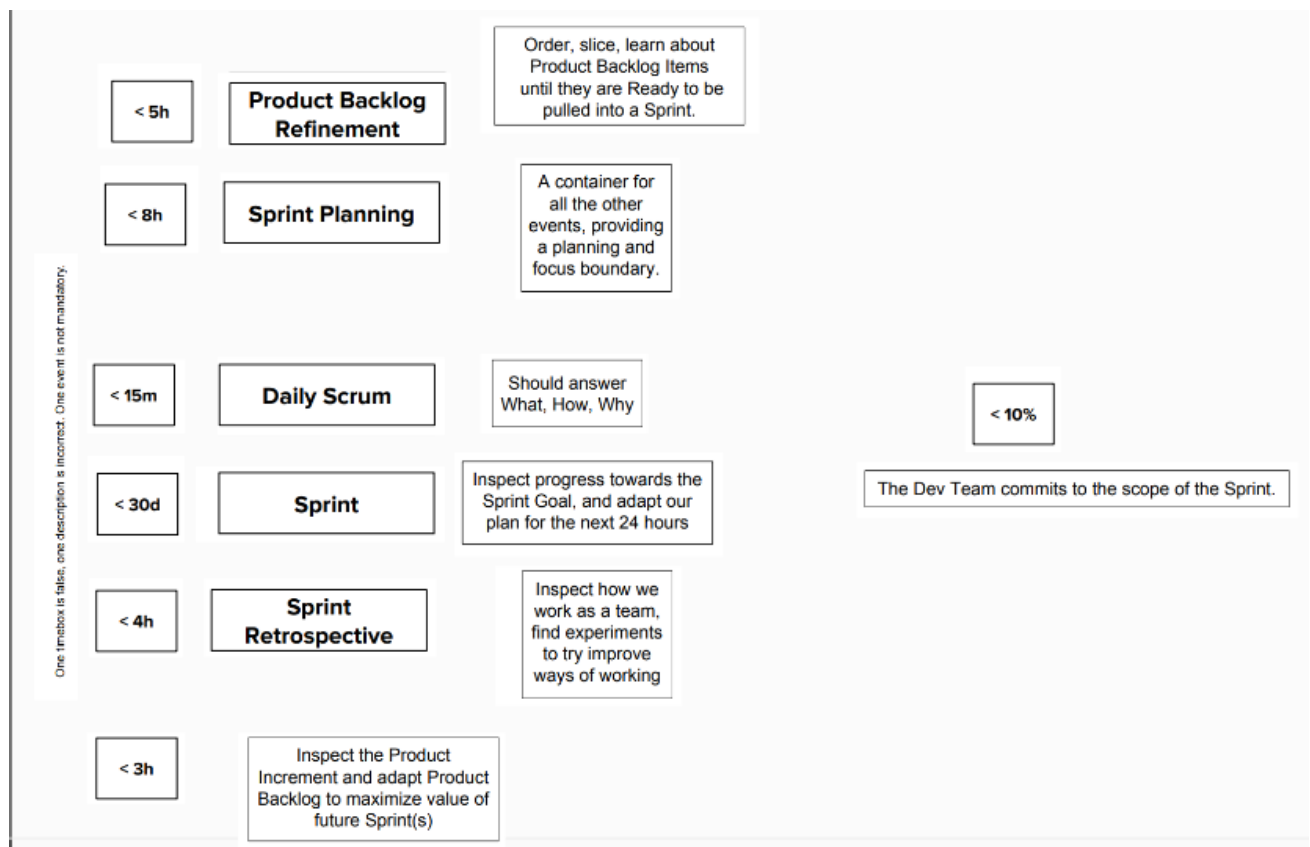 One timebox is false, one description is incorrect. One event is not mandatory.
< 5h
Product Backlog
Refinement
Order, slice, learn about
Product Backlog Items
until they are Ready to be
pulled into a Sprint.
< 8h
Sprint Planning
A container for
all the other
events, providing
a planning and
focus boundary.
< 15m
Daily Scrum
Should answer
What, How, Why
< 10%
< 30d
Sprint
Inspect progress towards the
Sprint Goal, and adapt our
plan for the next 24 hours
The Dev Team commits to the scope of the Sprint.
< 4h
Sprint
Retrospective
Inspect how we
work as a team,
find experiments
to try improve
ways of working
< 3h
Inspect the Product
Increment and adapt Product
Backlog to maximize value of
future Sprint(s)